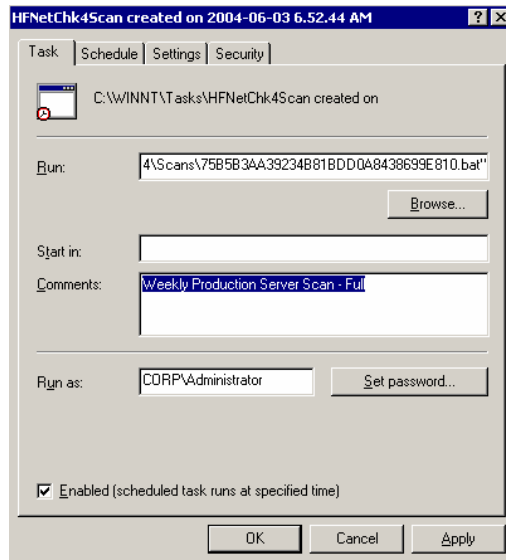 HFNetChk4Scan created on 2004-06-03 6.52.44 AM
Task Schedule Settings Security
C:\WINNT\Tasks\HFNetChk4Scan created on
Run: 4\Scans\75B5B3AA39234B81BDD0A8438699E810.bat"
Browse...
Start in:
Comments: Weekly Production Server Scan - Full
Run as: CORP\Administrator Set password...
Enabled (scheduled task runs at specified time)
OK Cancel Apply